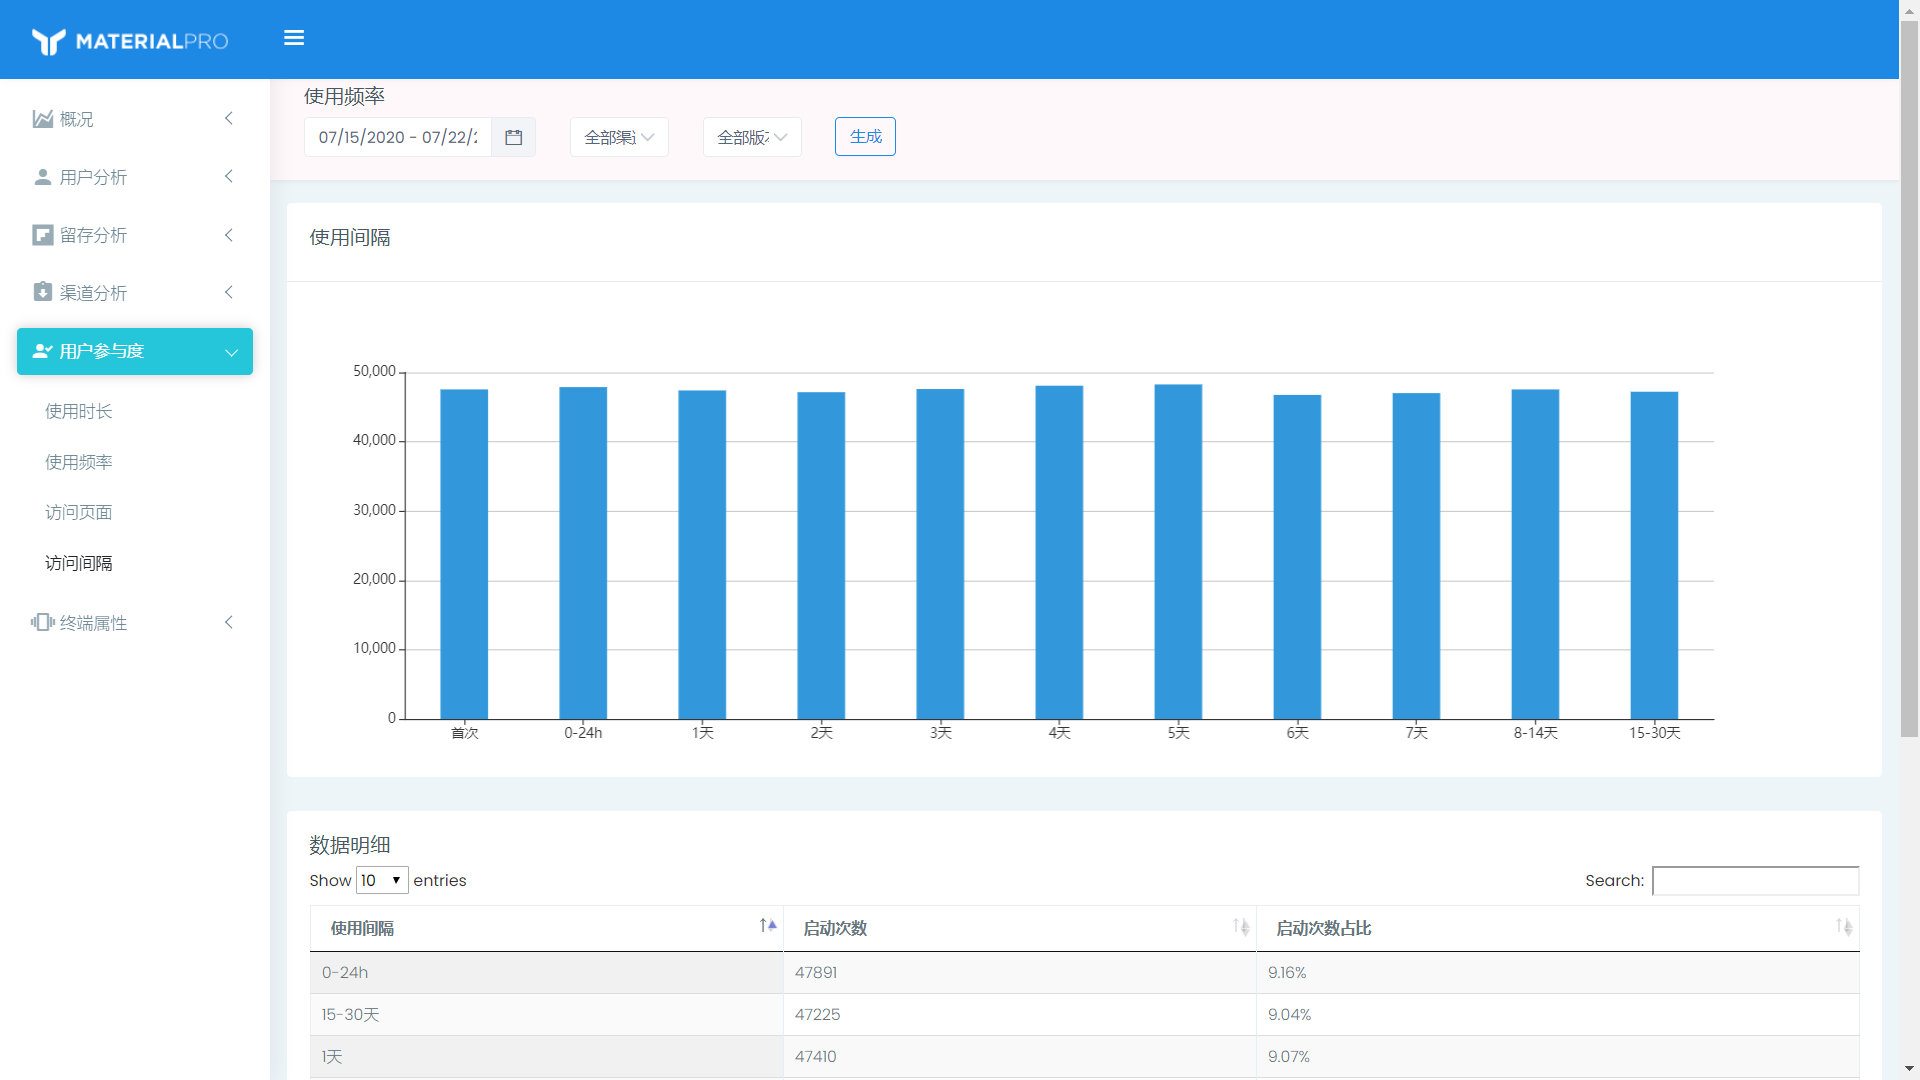 MATERIALPRO
概况
用户分析
留存分析
渠道分析
用户参与度
使用时长
使用频率
访问页面
访问间隔
终端属性
使用频率
07/15/2020 - 07/22/2
全部渠
全部版
生成
使用间隔
50,000
40,000
30,000
20,000
10,000
0
首次 0-24h 1天 2天 3天 4天 5天 6天 7天 8-14天 15-30天
数据明细
Show 10 entries Search:
使用间隔 启动次数 启动次数占比
0-24h 47891 9.16%
15-30天 47225 9.04%
1天 47410 9.07%